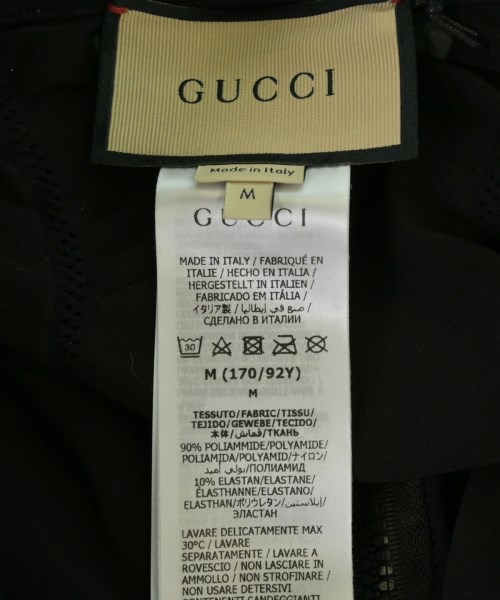 GUCCI
Made in Italy
M
GUCCI
MADE IN ITALY / FABRIQUÉ EN
ITALIE / HECHO EN ITALIA /
HERGESTELLT IN ITALIEN /
FABRICADO EM ITÁLIA /
イタリア製 / صنع في إيطاليا /
СДЕЛАНО В ИТАЛИИ
30
M (170/92Y)
M
TESSUTO/FABRIC/TISSU/
TEJIDO/GEWEBE/TECIDO/
本体/قماش/ТКАНЬ
90% POLIAMMIDE/POLYAMIDE/
POLIAMIDA/POLYAMID/ナイロン/
بولي أميد/ПОЛИАМИД
10% ELASTAN/ELASTANE/
ÉLASTHANNE/ELASTANO/
ELASTHAN/ポリウレタン/إيلاستين/
ЭЛАСТАН
LAVARE DELICATAMENTE MAX
30°C / LAVARE
SEPARATAMENTE / LAVARE A
ROVESCIO / NON LASCIARE IN
AMMOLLO / NON STROFINARE /
NON USARE DETERSIVI
CONTENENTI CANDEGGIANTI